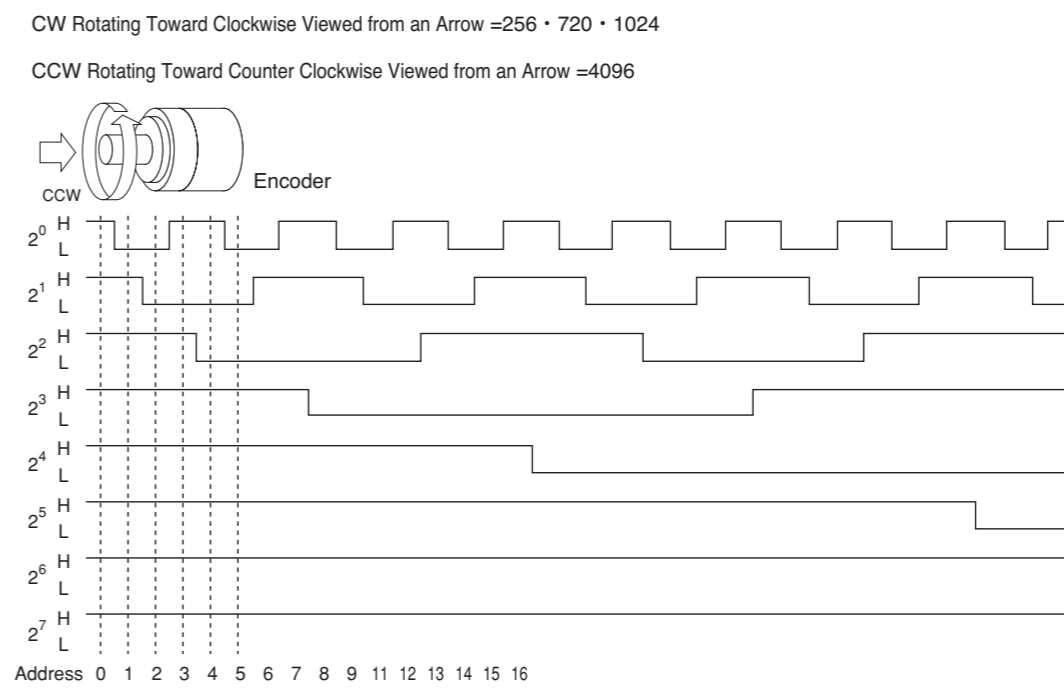 CW Rotating Toward Clockwise Viewed from an Arrow =256・720・1024
CCW Rotating Toward Counter Clockwise Viewed from an Arrow =4096
CCW
Encoder
2⁰ H
L
2¹ H
L
2² H
L
2³ H
L
2⁴ H
L
2⁵ H
L
2⁶ H
L
2⁷ H
L
Address 0 1 2 3 4 5 6 7 8 9 11 12 13 14 15 16